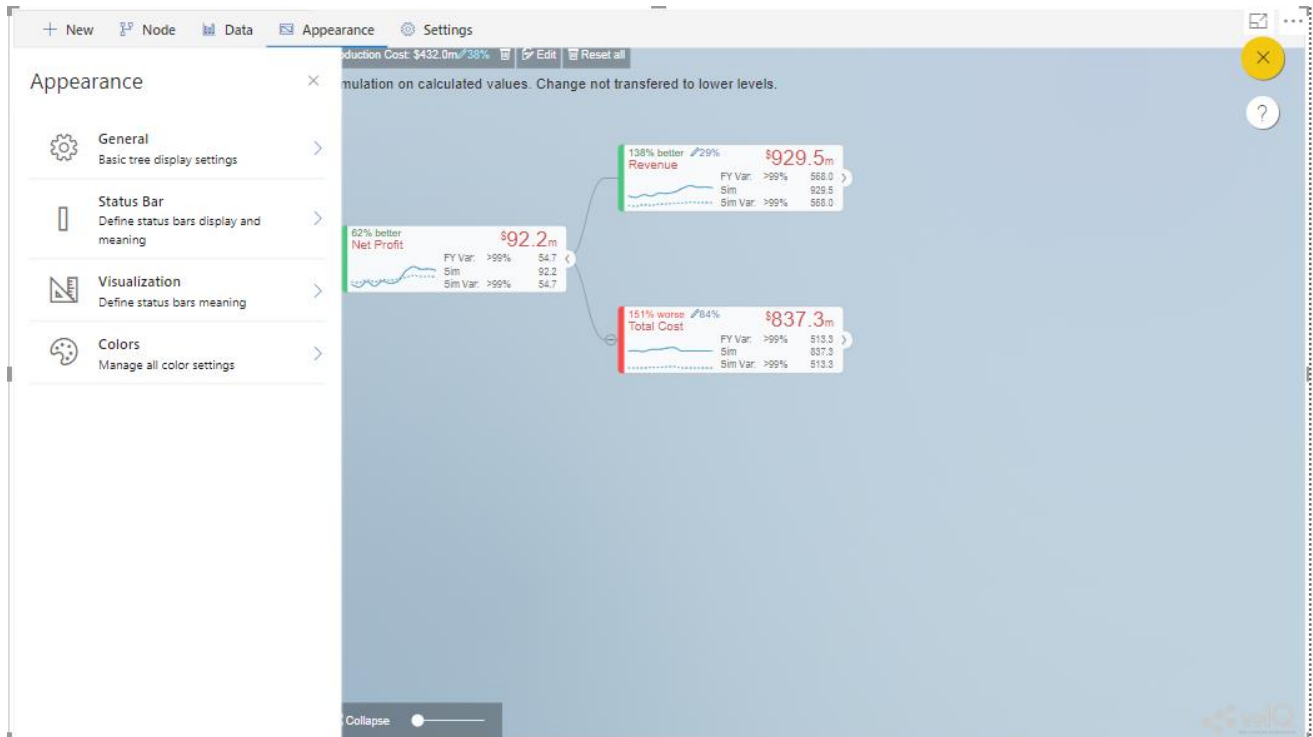 New Node Data Appearance Settings
duction Cost: $432.0m 38% Edit Reset all
Appearance
mulation on calculated values. Change not transfered to lower levels.
?
General
Basic tree display settings
Status Bar
Define status bars display and
meaning
Visualization
Define status bars meaning
Colors
Manage all color settings
138% better 29%
Revenue
$929.5m
FY Var. >99% 568.0
Sim 929.5
Sim Var. >99% 568.0
62% better
Net Profit
$92.2m
FY Var. >99% 54.7
Sim 92.2
Sim Var. >99% 54.7
151% worse 84%
Total Cost
$837.3m
FY Var. >99% 513.3
Sim 837.3
Sim Var. >99% 513.3
Collapse
valQ